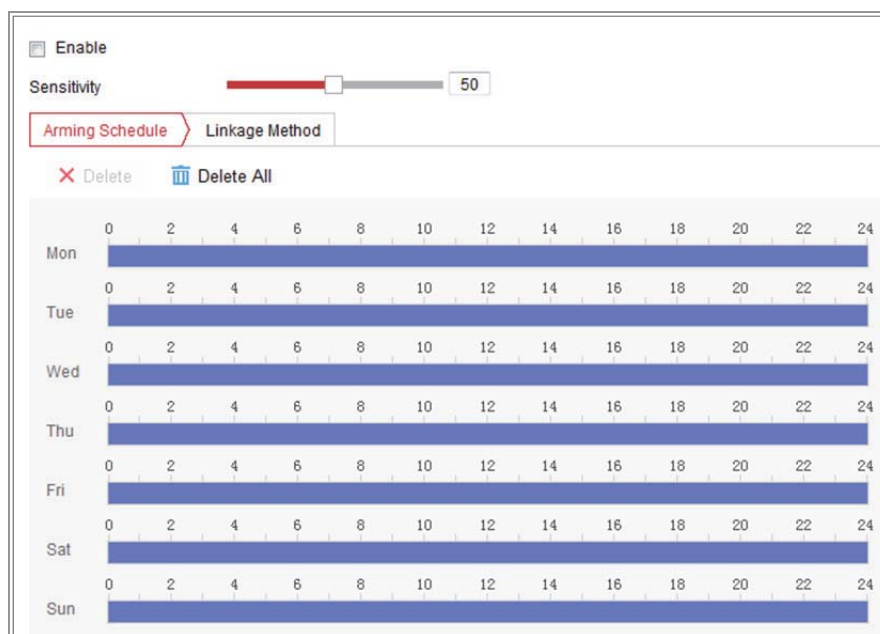 Enable
Sensitivity 50
Arming Schedule Linkage Method
Delete Delete All
0 2 4 6 8 10 12 14 16 18 20 22 24
Mon
0 2 4 6 8 10 12 14 16 18 20 22 24
Tue
0 2 4 6 8 10 12 14 16 18 20 22 24
Wed
0 2 4 6 8 10 12 14 16 18 20 22 24
Thu
0 2 4 6 8 10 12 14 16 18 20 22 24
Fri
0 2 4 6 8 10 12 14 16 18 20 22 24
Sat
0 2 4 6 8 10 12 14 16 18 20 22 24
Sun